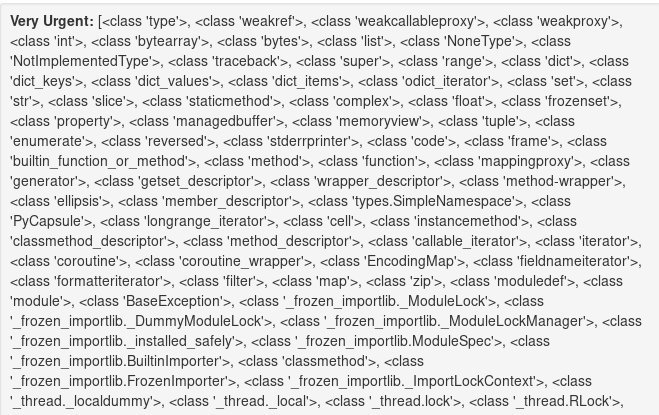 Very Urgent: [<class 'type'>, <class 'weakref'>, <class 'weakcallableproxy'>, <class 'weakproxy'>,
<class 'int'>, <class 'bytearray'>, <class 'bytes'>, <class 'list'>, <class 'NoneType'>, <class
'NotImplementedType'>, <class 'traceback'>, <class 'super'>, <class 'range'>, <class 'dict'>, <class
'dict_keys'>, <class 'dict_values'>, <class 'dict_items'>, <class 'odict_iterator'>, <class 'set'>, <class
'str'>, <class 'slice'>, <class 'staticmethod'>, <class 'complex'>, <class 'float'>, <class 'frozenset'>,
<class 'property'>, <class 'managedbuffer'>, <class 'memoryview'>, <class 'tuple'>, <class
'enumerate'>, <class 'reversed'>, <class 'stderrprinter'>, <class 'code'>, <class 'frame'>, <class
'builtin_function_or_method'>, <class 'method'>, <class 'function'>, <class 'mappingproxy'>, <class
'generator'>, <class 'getset_descriptor'>, <class 'wrapper_descriptor'>, <class 'method-wrapper'>,
<class 'ellipsis'>, <class 'member_descriptor'>, <class 'types.SimpleNamespace'>, <class
'PyCapsule'>, <class 'longrange_iterator'>, <class 'cell'>, <class 'instancemethod'>, <class
'classmethod_descriptor'>, <class 'method_descriptor'>, <class 'callable_iterator'>, <class 'iterator'>,
<class 'coroutine'>, <class 'coroutine_wrapper'>, <class 'EncodingMap'>, <class 'fieldnameiterator'>,
<class 'formatteriterator'>, <class 'filter'>, <class 'map'>, <class 'zip'>, <class 'moduledef'>, <class
'module'>, <class 'BaseException'>, <class '_frozen_importlib._ModuleLock'>, <class
'_frozen_importlib._DummyModuleLock'>, <class '_frozen_importlib._ModuleLockManager'>, <class
'_frozen_importlib._installed_safely'>, <class '_frozen_importlib.ModuleSpec'>, <class
'_frozen_importlib.BuiltinImporter'>, <class 'classmethod'>, <class
'_frozen_importlib.FrozenImporter'>, <class '_frozen_importlib._ImportLockContext'>, <class
'_thread._localdummy'>, <class '_thread._local'>, <class '_thread.lock'>, <class '_thread.RLock'>,